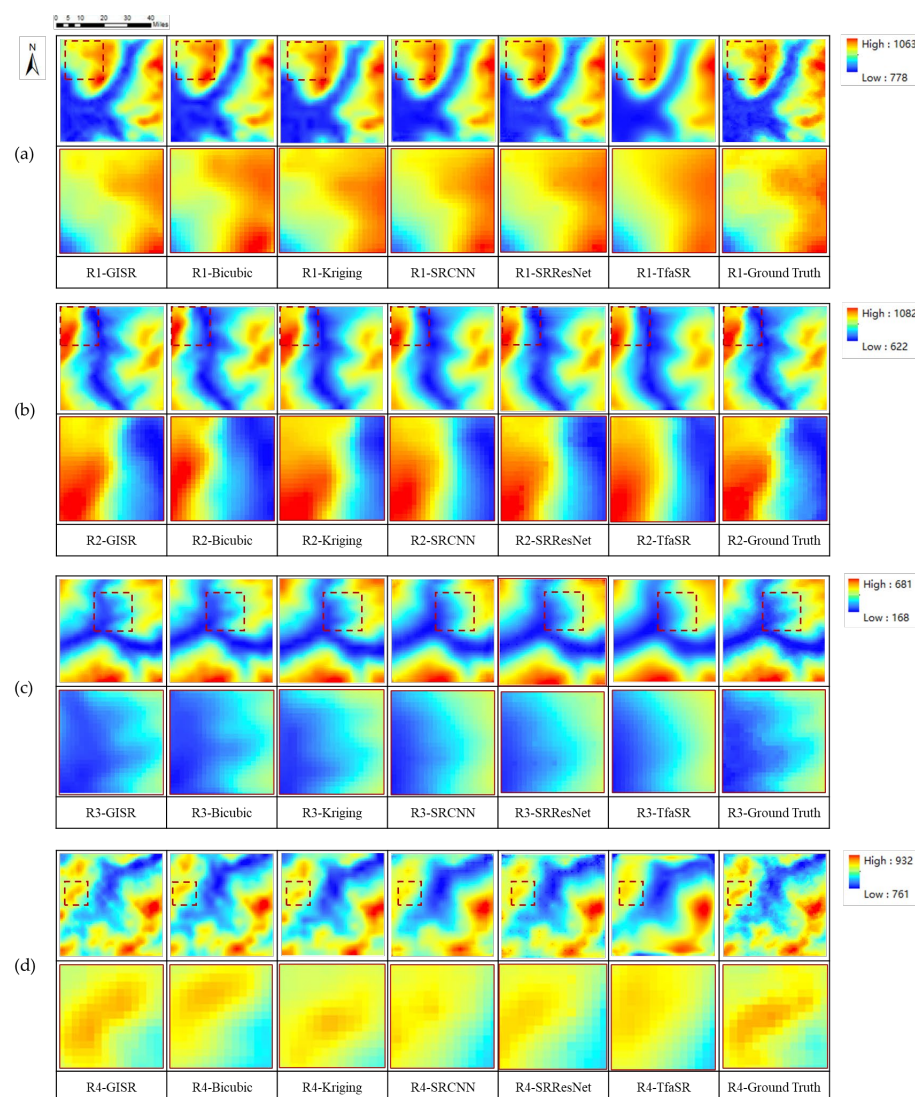 0 5 10 20 30 40
Miles
N
(a)
High : 1063
Low : 778
R1-GISR R1-Bicubic R1-Kriging R1-SRCNN R1-SRResNet R1-TfaSR R1-Ground Truth
(b)
High : 1082
Low : 622
R2-GISR R2-Bicubic R2-Kriging R2-SRCNN R2-SRResNet R2-TfaSR R2-Ground Truth
(c)
High : 681
Low : 168
R3-GISR R3-Bicubic R3-Kriging R3-SRCNN R3-SRResNet R3-TfaSR R3-Ground Truth
(d)
High : 932
Low : 761
R4-GISR R4-Bicubic R4-Kriging R4-SRCNN R4-SRResNet R4-TfaSR R4-Ground Truth